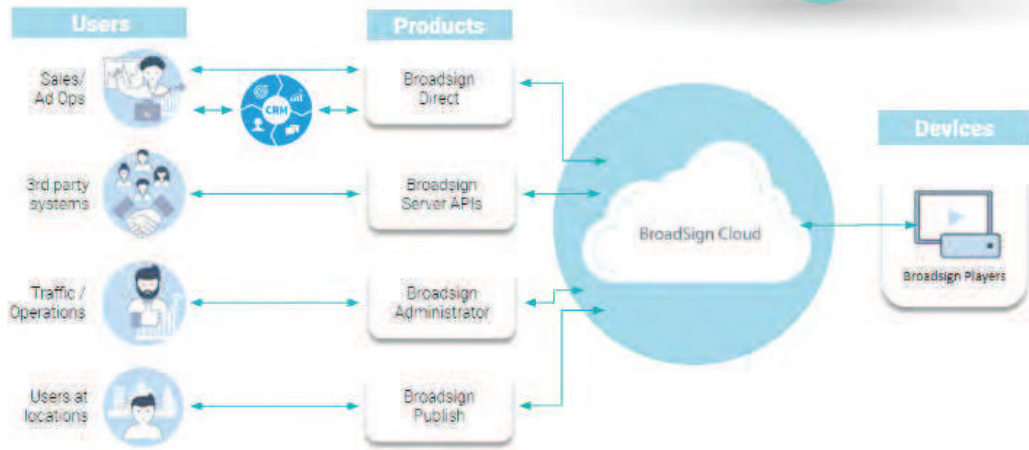 Users
Products
Sales/
Ad Ops
CRM
Broadsign
Direct
Devices
3rd party
systems
Broadsign
Server APIs
BroadSign Cloud
Broadsign Players
Traffic /
Operations
Broadsign
Administrator
Users at
locations
Broadsign
Publish